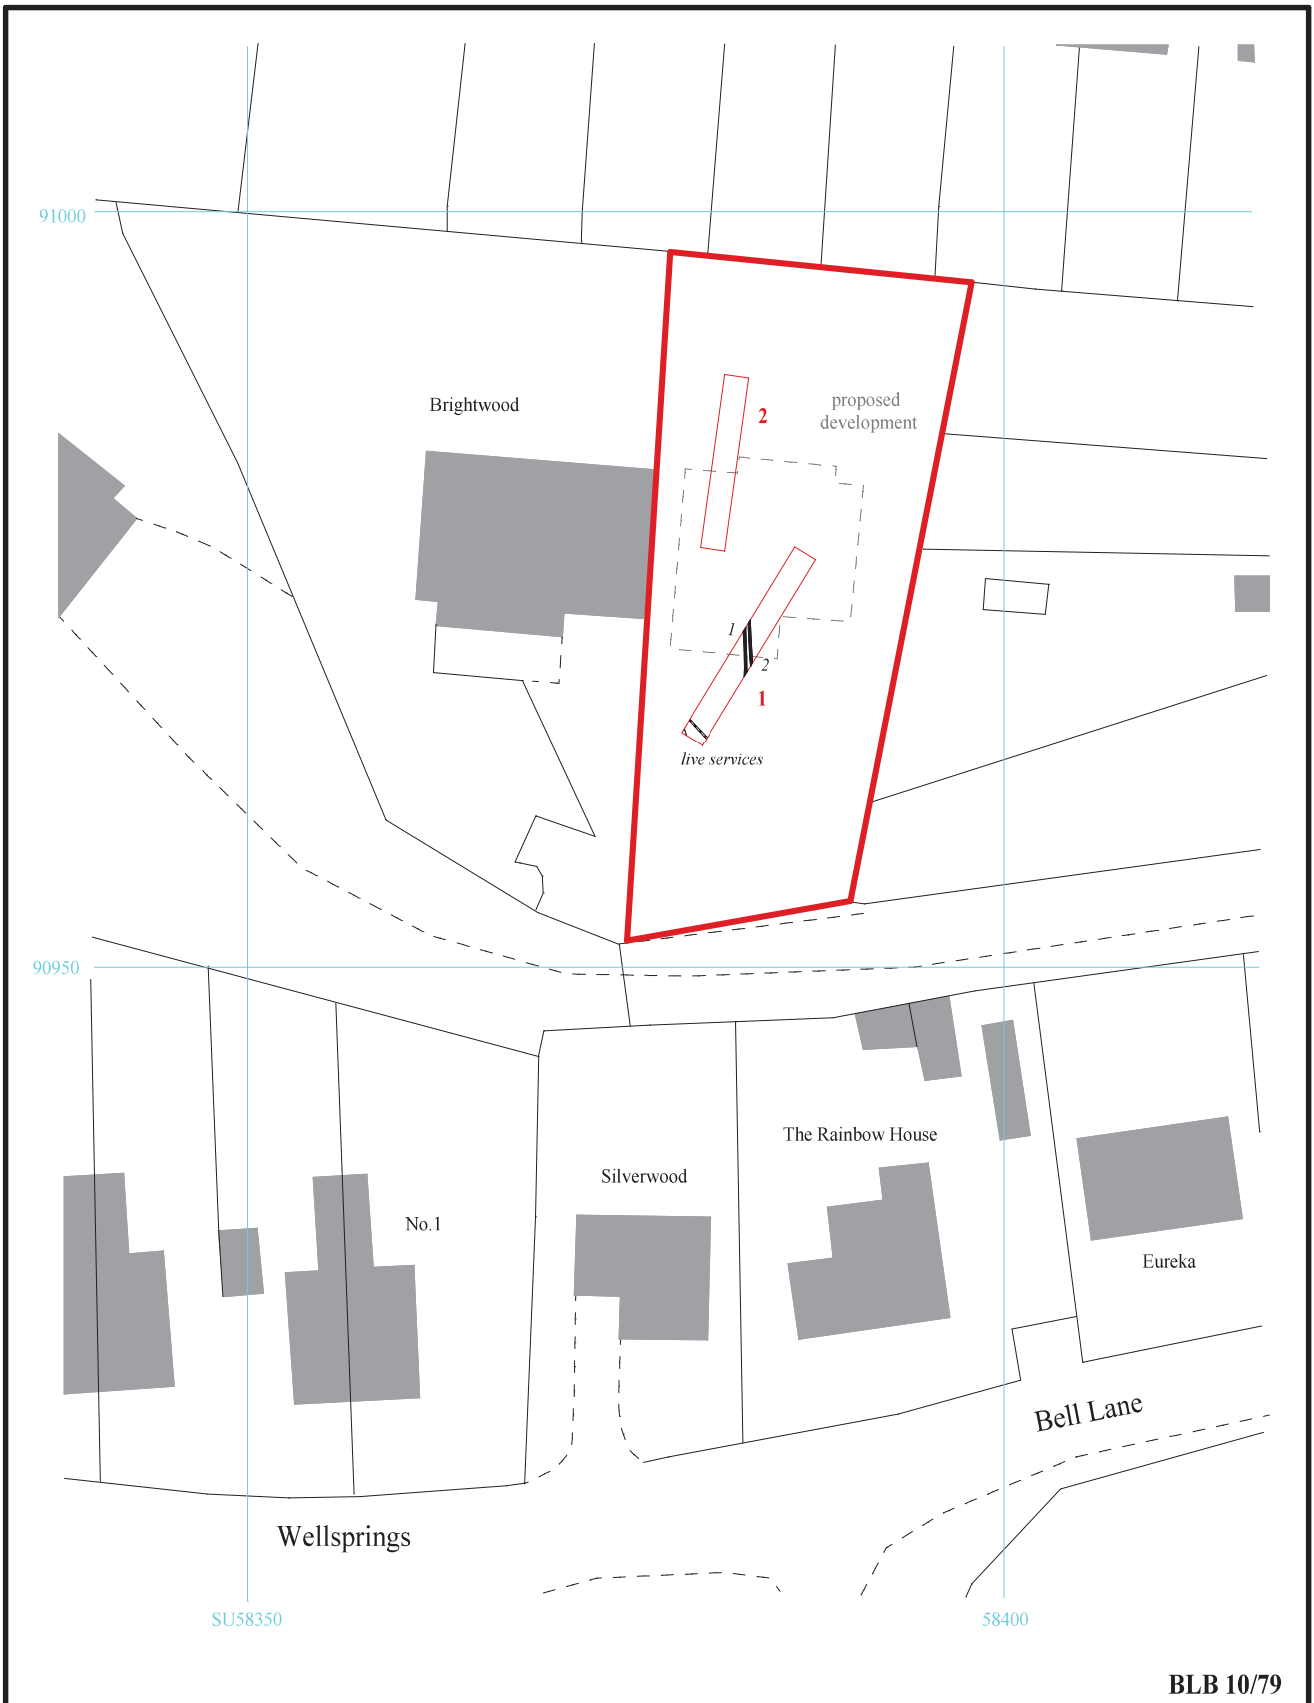 91000
Brightwood
2
proposed
development
1
2
1
live services
90950
The Rainbow House
Silverwood
No.1
Eureka
Bell Lane
Wellsprings
SU58350
58400
BLB 10/79